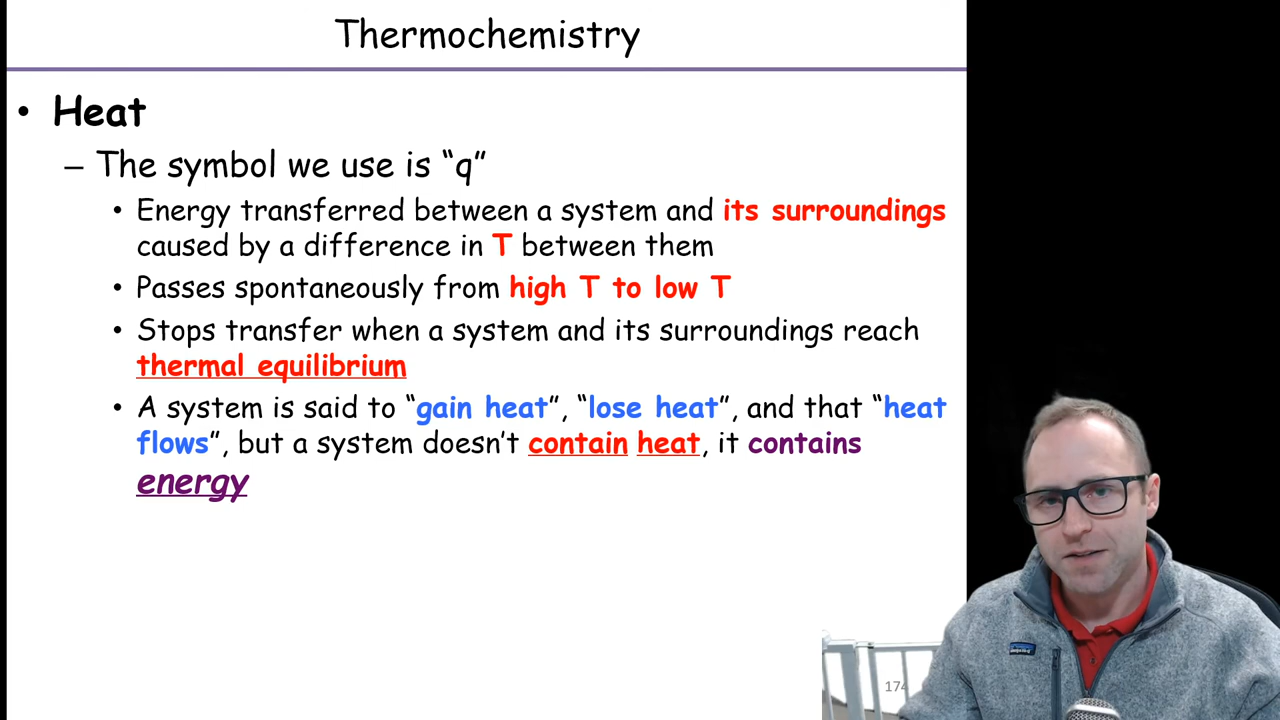 Thermochemistry
• Heat
– The symbol we use is “q”
• Energy transferred between a system and its surroundings
caused by a difference in T between them
• Passes spontaneously from high T to low T
• Stops transfer when a system and its surroundings reach
thermal equilibrium
• A system is said to “gain heat”, “lose heat”, and that “heat
flows”, but a system doesn’t contain heat, it contains
energy
174